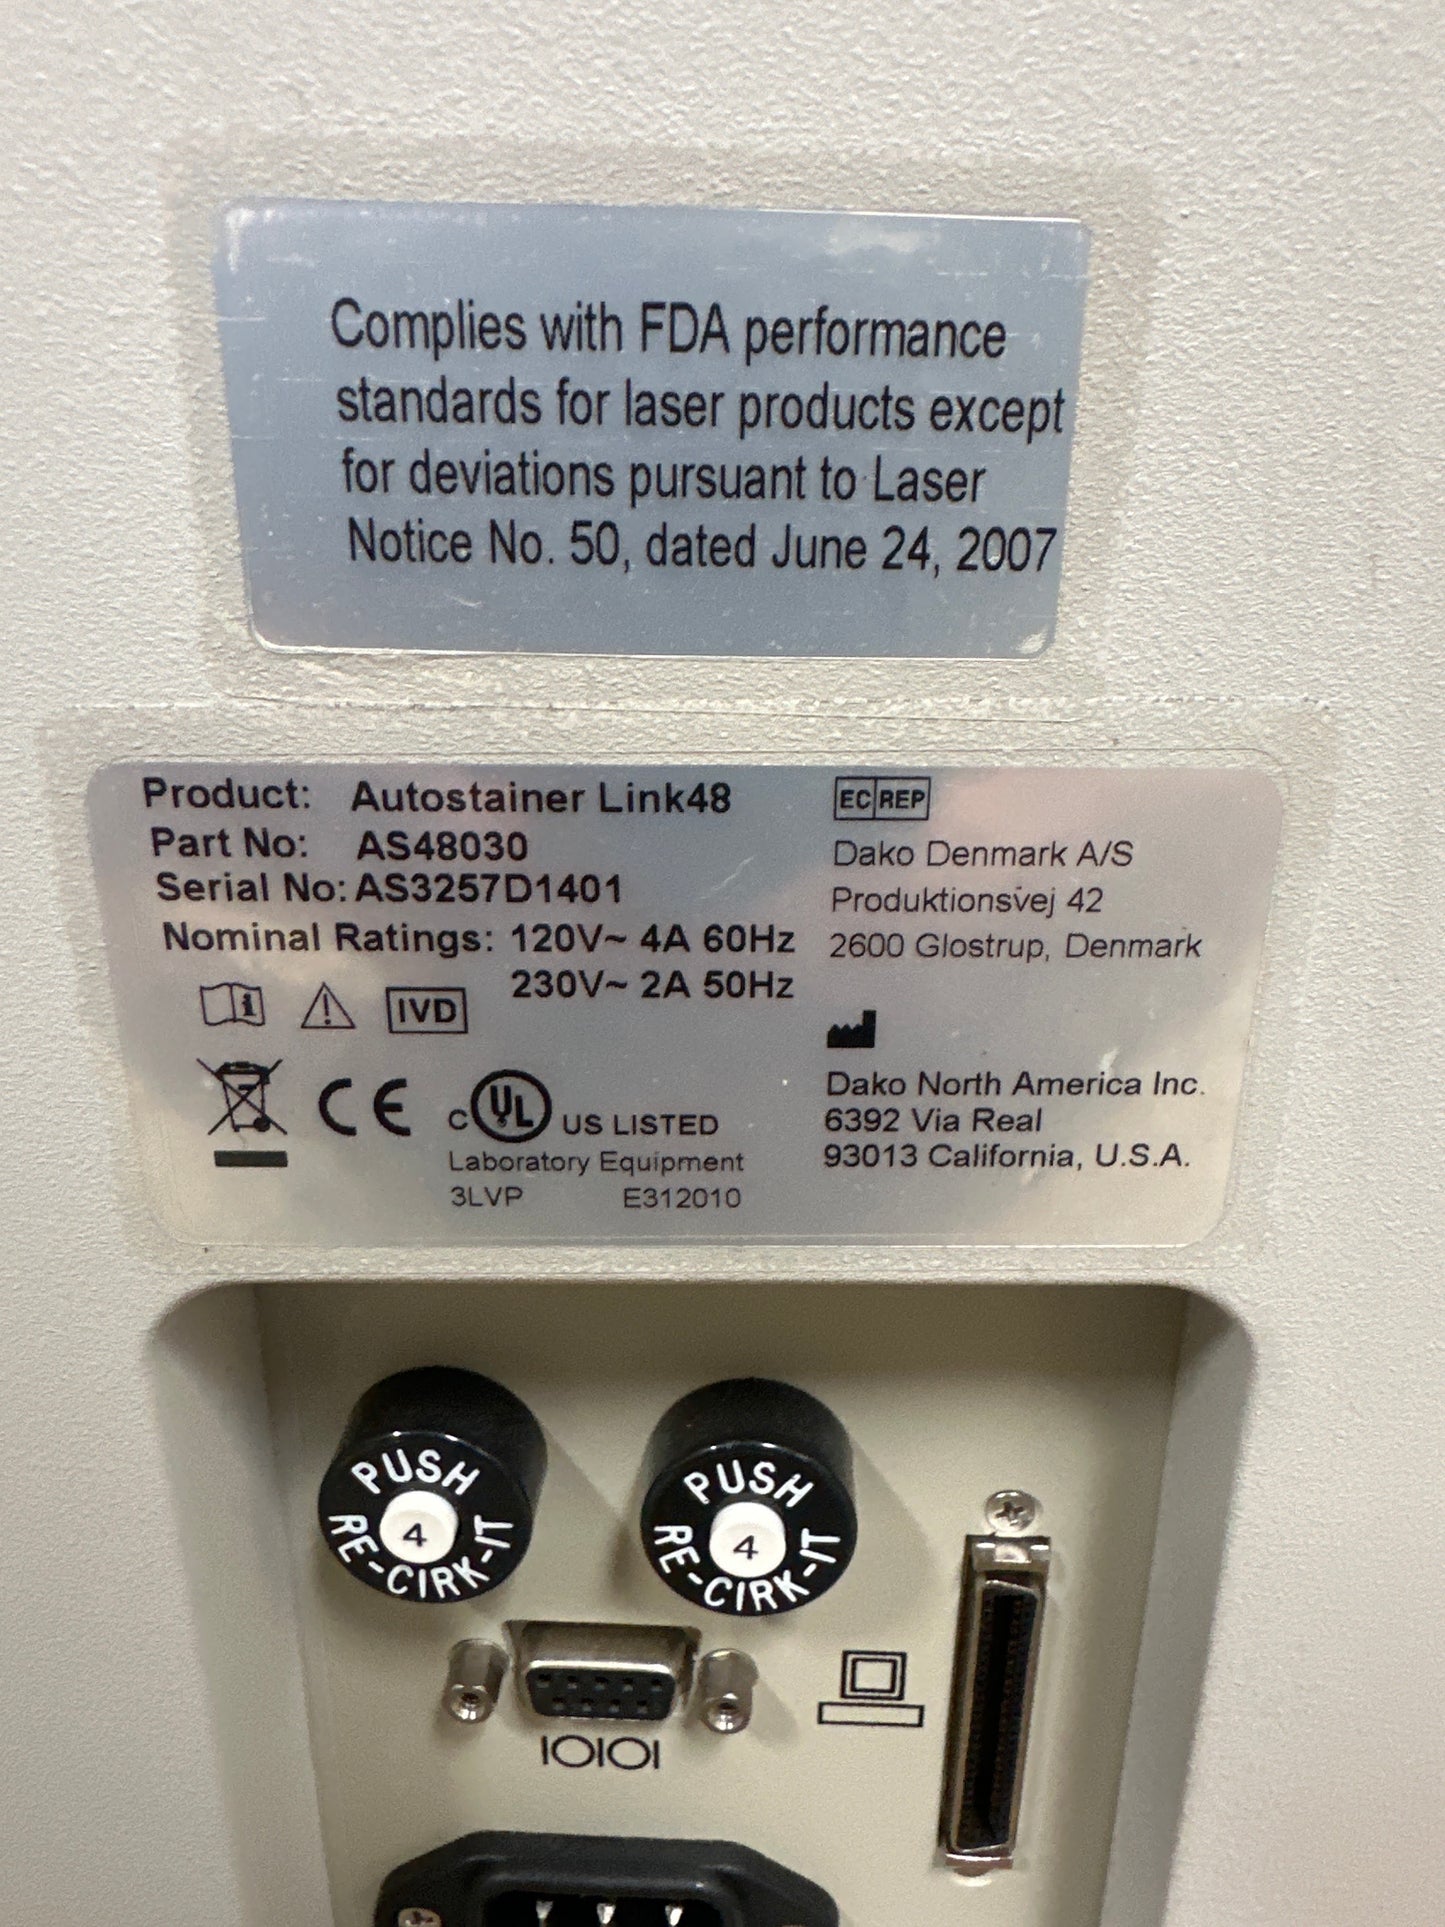 Complies with FDA performance
standards for laser products except
for deviations pursuant to Laser
Notice No. 50, dated June 24, 2007
Product: Autostainer Link48
Part No: AS48030
Serial No: AS3257D1401
Nominal Ratings: 120V~ 4A 60Hz
230V~ 2A 50Hz
i
IVD
CE
c UL US LISTED
Laboratory Equipment
3LVP E312010
EC REP
Dako Denmark A/S
Produktionsvej 42
2600 Glostrup, Denmark
Dako North America Inc.
6392 Via Real
93013 California, U.S.A.
PUSH
4
RE-CIRK-IT
PUSH
4
RE-CIRK-IT
IOIOI